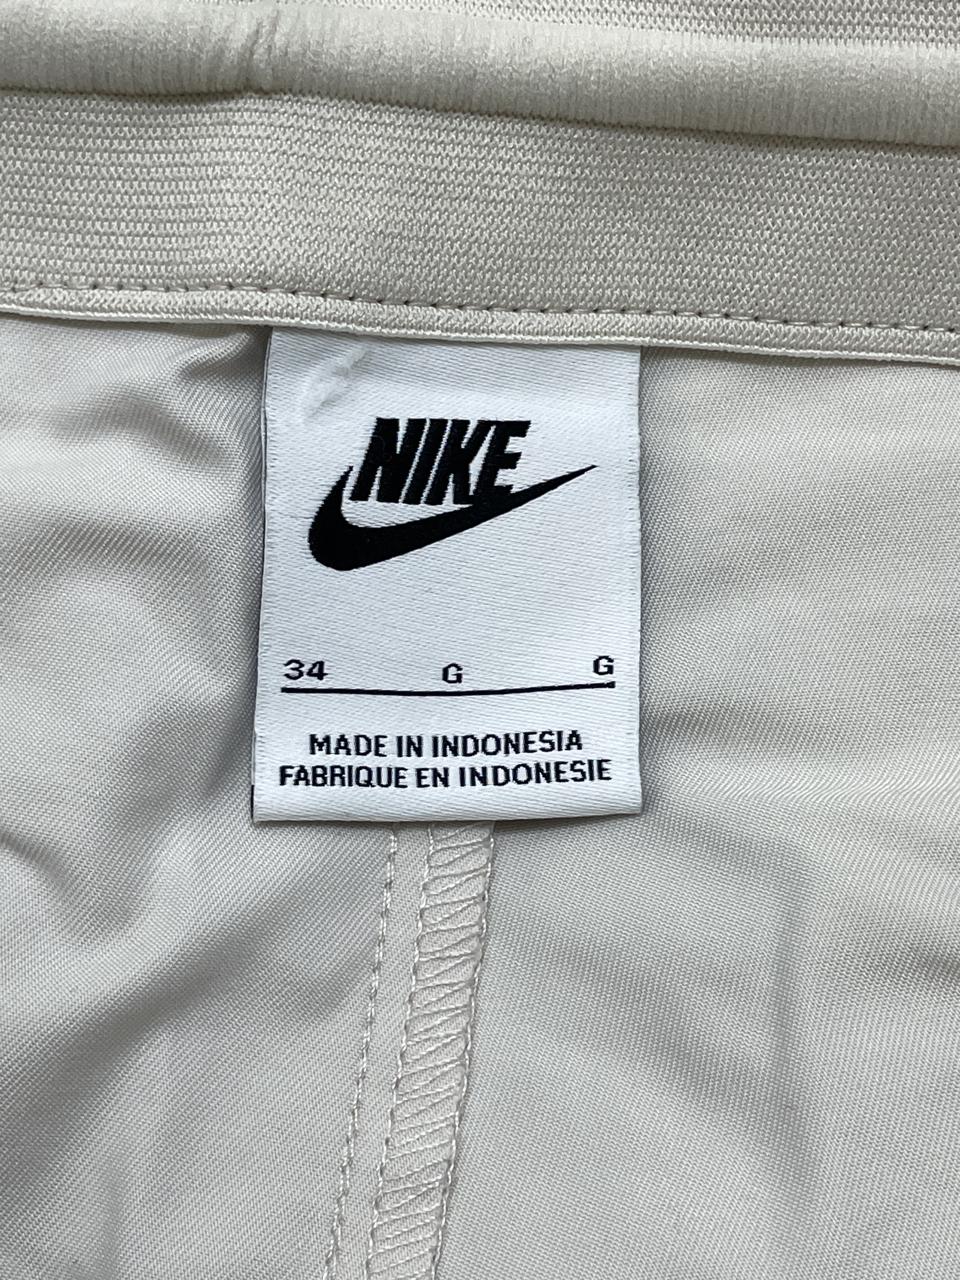 NIKE
34 G G
MADE IN INDONESIA
FABRIQUE EN INDONESIE